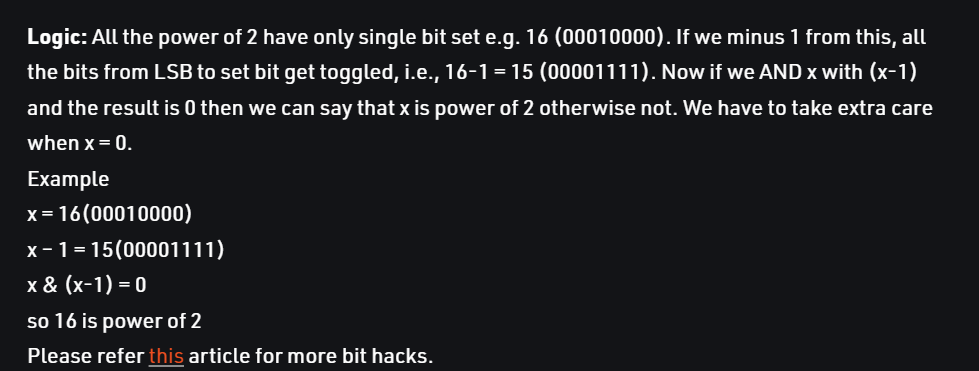 Logic: All the power of 2 have only single bit set e.g. 16 (00010000). If we minus 1 from this, all
the bits from LSB to set bit get toggled, i.e., 16-1 = 15 (00001111). Now if we AND x with (x-1)
and the result is 0 then we can say that x is power of 2 otherwise not. We have to take extra care
when x = 0.
Example
x = 16(00010000)
x – 1 = 15(00001111)
x & (x-1) = 0
so 16 is power of 2
Please refer this article for more bit hacks.